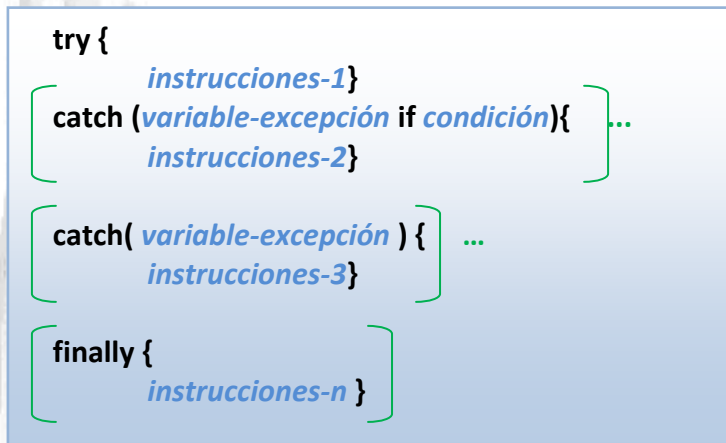 try {
instrucciones-1}
catch (variable-excepción if condición){ ...
instrucciones-2}
catch( variable-excepción ) { ...
instrucciones-3}
finally {
instrucciones-n }